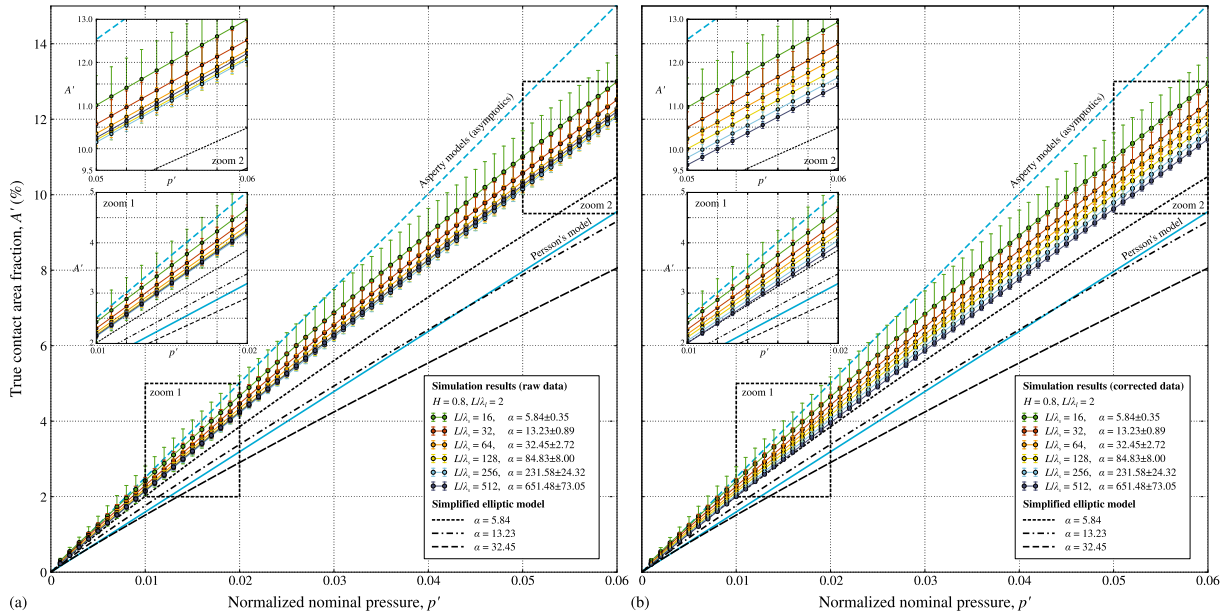 True contact area fraction, A′ (%)
14
12
10
8
6
4
2
0
13.0
12.0
A′
11.0
10.0
9.5
0.05
p′
0.06
zoom 2
5
zoom 1
4
A′
3
2
0.01
p′
0.02
Asperty models (asymptotics)
zoom 2
Persson's model
zoom 1
Simulation results (raw data)
H = 0.8, L/λl = 2
L/λs = 16, α = 5.84±0.35
L/λs = 32, α = 13.23±0.89
L/λs = 64, α = 32.45±2.72
L/λs = 128, α = 84.83±8.00
L/λs = 256, α = 231.58±24.32
L/λs = 512, α = 651.48±73.05
Simplified elliptic model
α = 5.84
α = 13.23
α = 32.45
0.01 0.02 0.03 0.04 0.05 0.06
(a) Normalized nominal pressure, p′
13.0
12.0
A′
11.0
10.0
9.5
0.05
p′
0.06
zoom 2
5
zoom 1
4
A′
3
2
0.01
p′
0.02
Asperty models (asymptotics)
zoom 2
Persson's model
zoom 1
Simulation results (corrected data)
H = 0.8, L/λl = 2
L/λs = 16, α = 5.84±0.35
L/λs = 32, α = 13.23±0.89
L/λs = 64, α = 32.45±2.72
L/λs = 128, α = 84.83±8.00
L/λs = 256, α = 231.58±24.32
L/λs = 512, α = 651.48±73.05
Simplified elliptic model
α = 5.84
α = 13.23
α = 32.45
0 0.01 0.02 0.03 0.04 0.05 0.06
(b) Normalized nominal pressure, p′